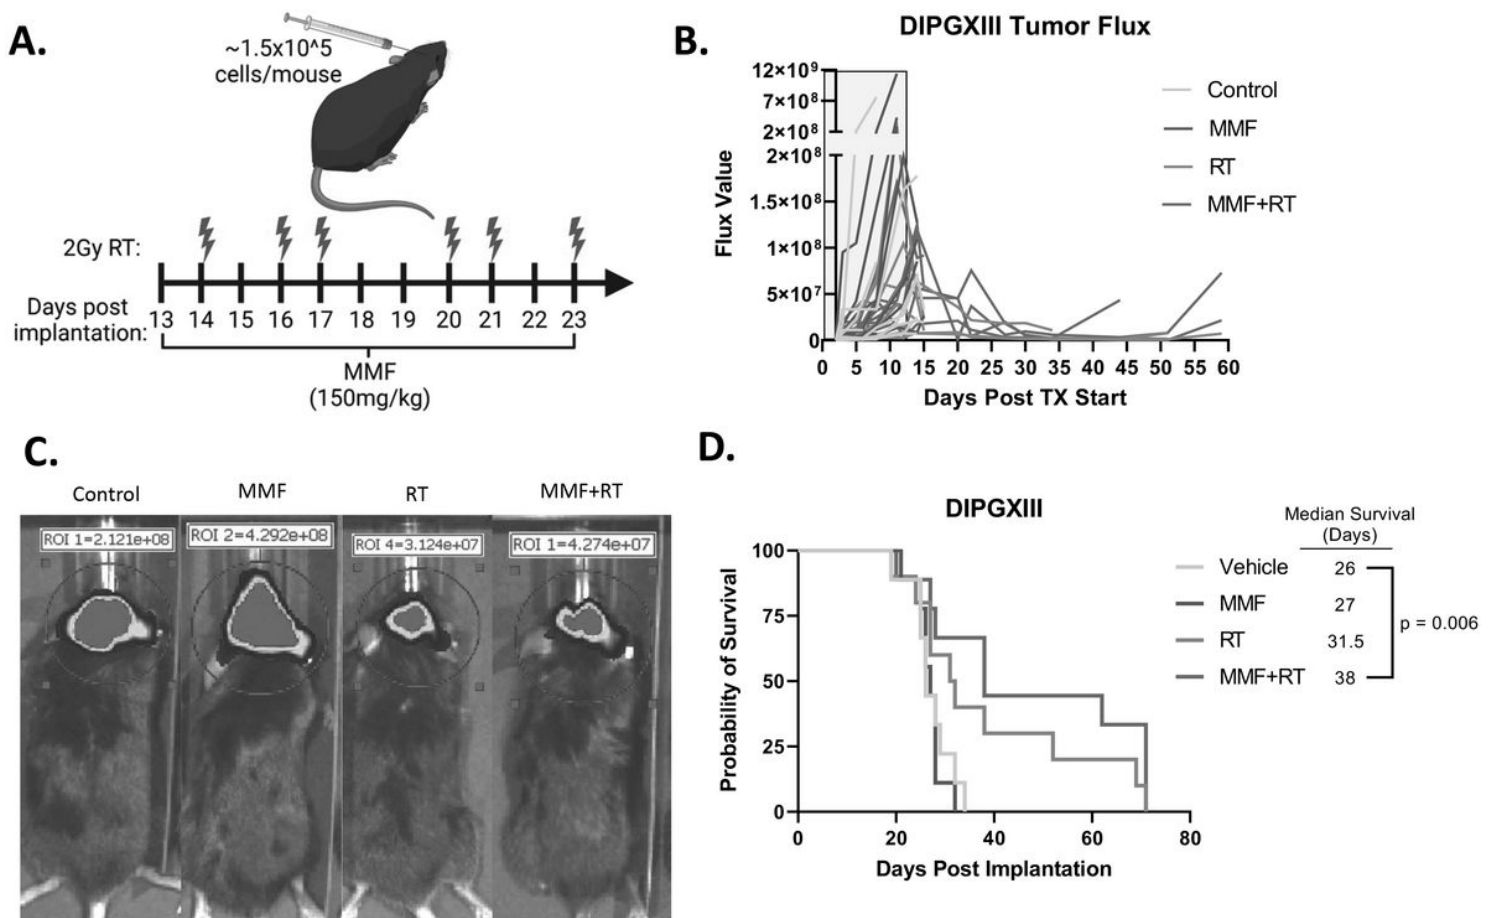 A.
~1.5x10^5
cells/mouse
2Gy RT:
Days post
implantation:
13 14 15 16 17 18 19 20 21 22 23
MMF
(150mg/kg)
B.
DIPGXIII Tumor Flux
12×10⁹
7×10⁸
2×10⁸
2×10⁸
1.5×10⁸
1×10⁸
5×10⁷
0
Flux Value
0 5 10 15 20 25 30 35 40 45 50 55 60
Days Post TX Start
Control
MMF
RT
MMF+RT
C.
Control MMF RT MMF+RT
ROI 1=2.121e+08
ROI 2=4.292e+08
ROI 4=3.124e+07
ROI 1=4.274e+07
D.
DIPGXIII
100
75
50
25
0
Probability of Survival
0 20 40 60 80
Days Post Implantation
Median Survival
(Days)
Vehicle 26
MMF 27
RT 31.5
MMF+RT 38
p = 0.006